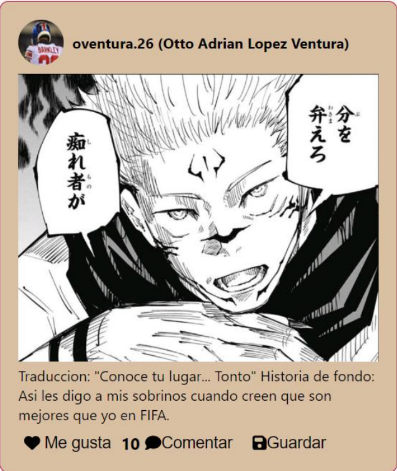 BARKLEY
oventura.26 (Otto Adrian Lopez Ventura)
分を
弁えろ
痴れ者が
Traduccion: "Conoce tu lugar... Tonto" Historia de fondo:
Asi les digo a mis sobrinos cuando creen que son
mejores que yo en FIFA.
Me gusta 10 Comentar Guardar